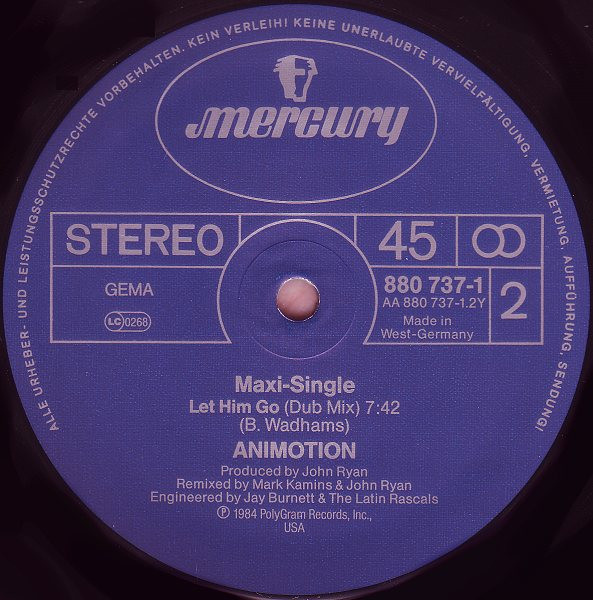 ALLE URHEBER- UND LEISTUNGSSCHUTZRECHTE VORBEHALTEN. KEIN VERLEIH! KEINE UNERLAUBTE VERVIELFÄLTIGUNG, VERMIETUNG, AUFFÜHRUNG, SENDUNG!
mercury
STEREO
45
GEMA
LC 0268
880 737-1
AA 880 737-1.2Y
Made in
West-Germany
2
Maxi-Single
Let Him Go (Dub Mix) 7:42
(B. Wadhams)
ANIMOTION
Produced by John Ryan
Remixed by Mark Kamins & John Ryan
Engineered by Jay Burnett & The Latin Rascals
℗ 1984 PolyGram Records, Inc.,
USA